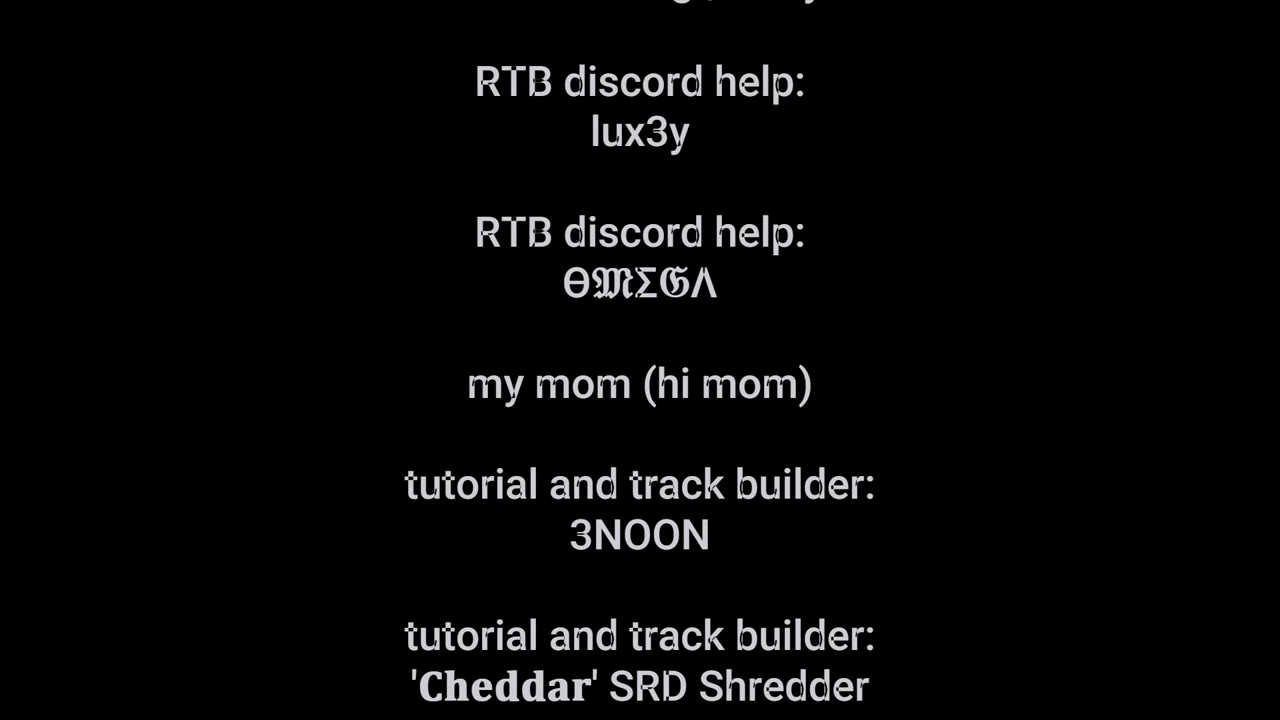 RTB discord help:
lux3y
RTB discord help:
ϴ𝕸Σ𝕲Λ
my mom (hi mom)
tutorial and track builder:
3NOON
tutorial and track builder:
'𝐂𝐡𝐞𝐝𝐝𝐚𝐫' SRD Shredder